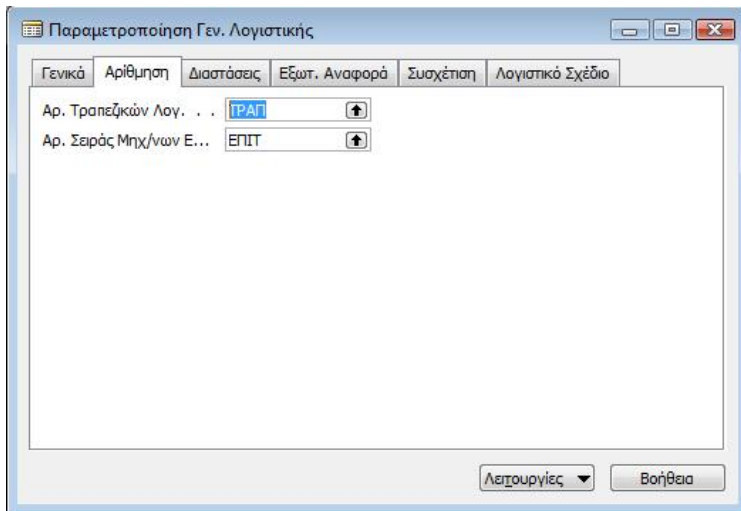 Παραμετροποίηση Γεν. Λογιστικής
Γενικά Αρίθμηση Διαστάσεις Εξωτ. Αναφορά Συσχέτιση Λογιστικό Σχέδιο
Αρ. Τραπεζικών Λογ. . . . ΤΡΑΠ
Αρ. Σειράς Μηχ/νων Ε... ΕΠΙΤ
Λειτουργίες Βοήθεια